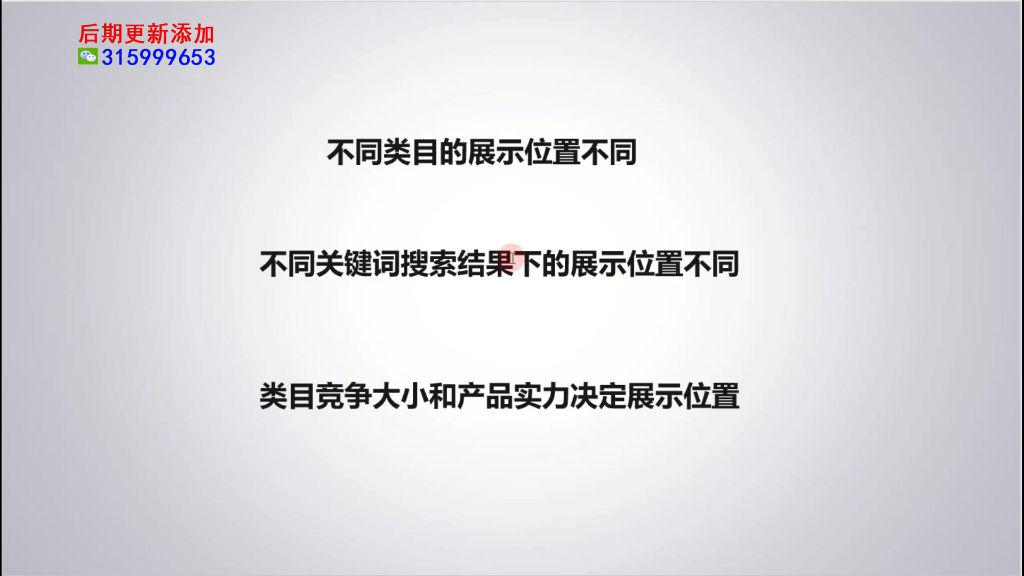 后期更新添加
315999653
不同类目的展示位置不同
不同关键词搜索结果下的展示位置不同
类目竞争大小和产品实力决定展示位置